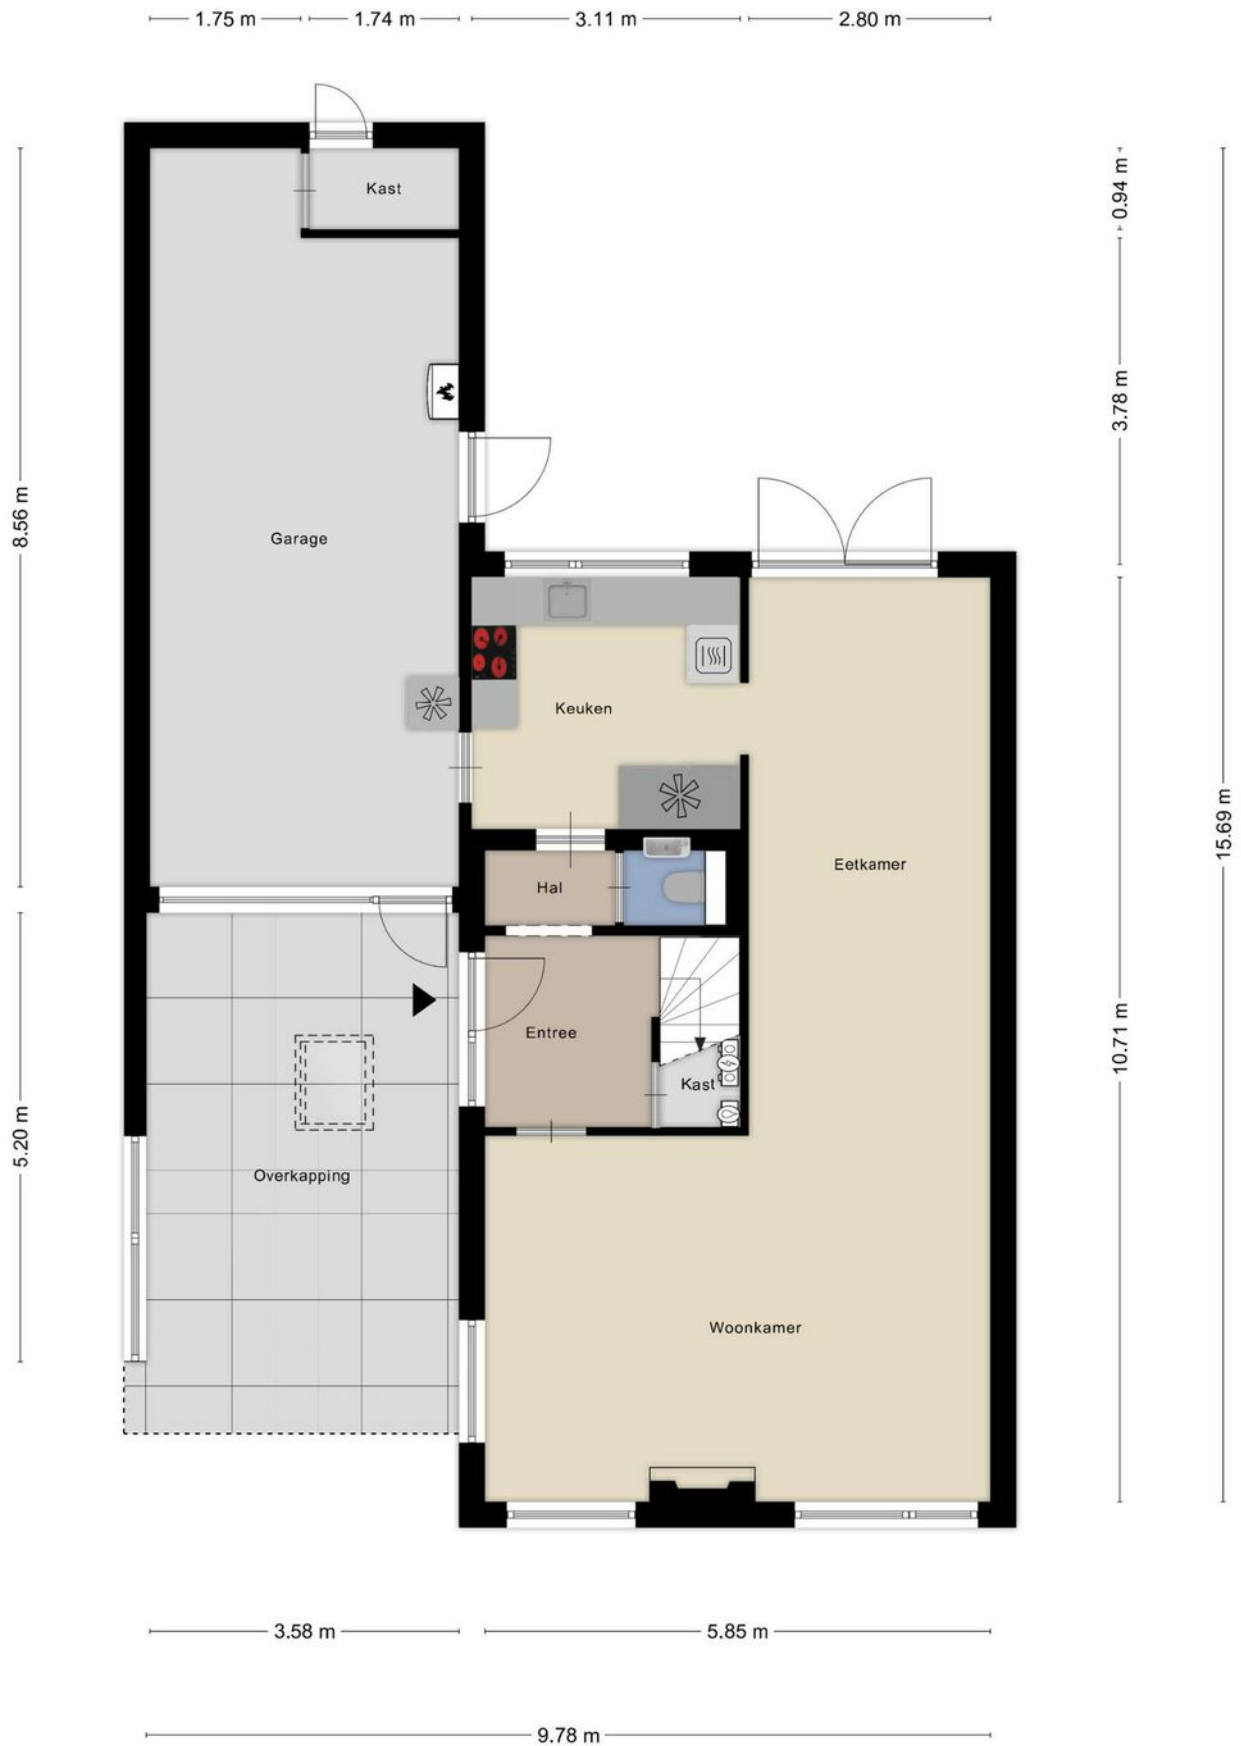 1.75 m
1.74 m
3.11 m
2.80 m
Kast
0.94 m
3.78 m
8.56 m
Garage
Keuken
15.69 m
Eetkamer
Hal
Entree
10.71 m
Kast
5.20 m
Overkapping
Woonkamer
3.58 m
5.85 m
9.78 m